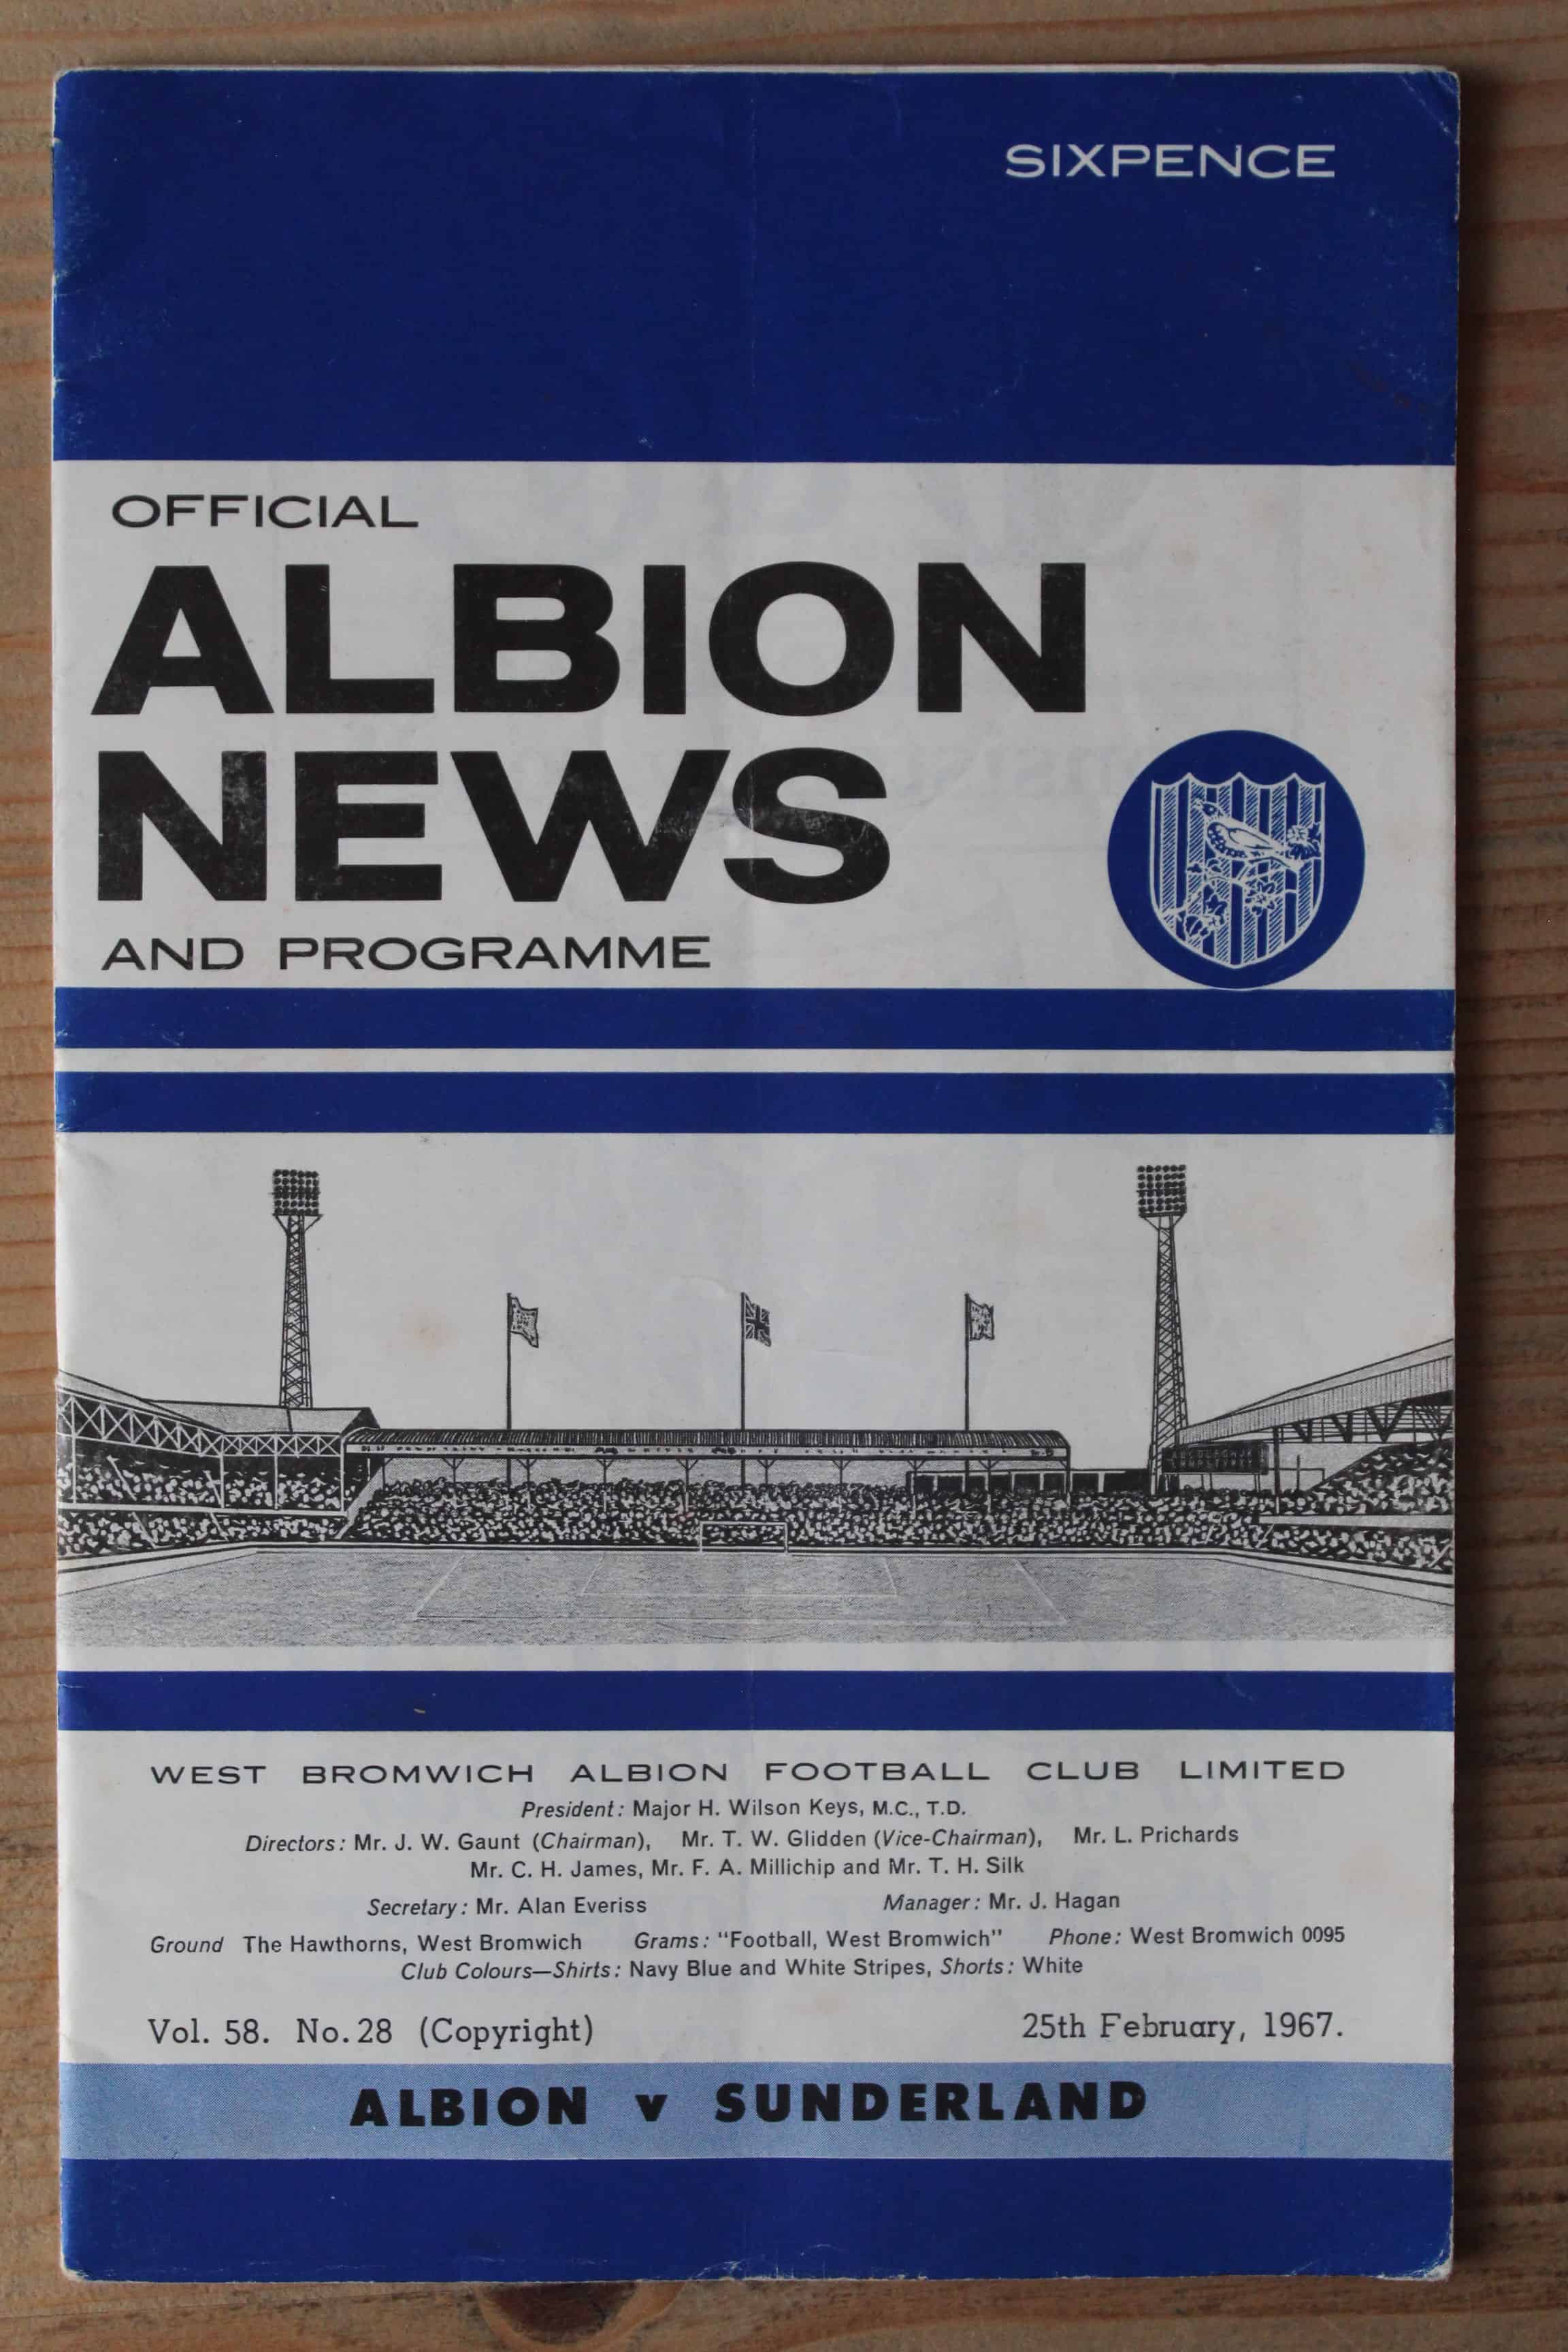 SIXPENCE
OFFICIAL
ALBION
NEWS
AND PROGRAMME
WEST BROMWICH ALBION FOOTBALL CLUB LIMITED
President: Major H. Wilson Keys, M.C., T.D.
Directors: Mr. J. W. Gaunt (Chairman), Mr. T. W. Glidden (Vice-Chairman), Mr. L. Prichards
Mr. C. H. James, Mr. F. A. Millichip and Mr. T. H. Silk
Secretary: Mr. Alan Everiss Manager: Mr. J. Hagan
Ground The Hawthorns, West Bromwich Grams: "Football, West Bromwich" Phone: West Bromwich 0095
Club Colours—Shirts: Navy Blue and White Stripes, Shorts: White
Vol. 58. No. 28 (Copyright) 25th February, 1967.
ALBION v SUNDERLAND